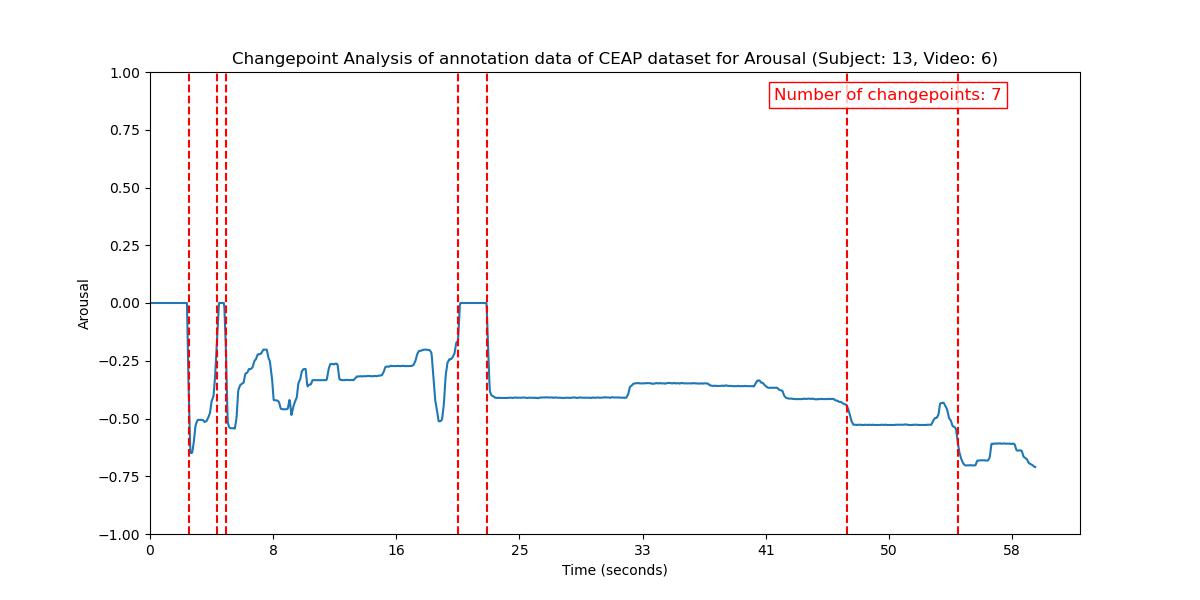 Changepoint Analysis of annotation data of CEAP dataset for Arousal (Subject: 13, Video: 6)
Number of changepoints: 7
1.00
0.75
0.50
0.25
0.00
−0.25
−0.50
−0.75
−1.00
Arousal
0 8 16 25 33 41 50 58
Time (seconds)